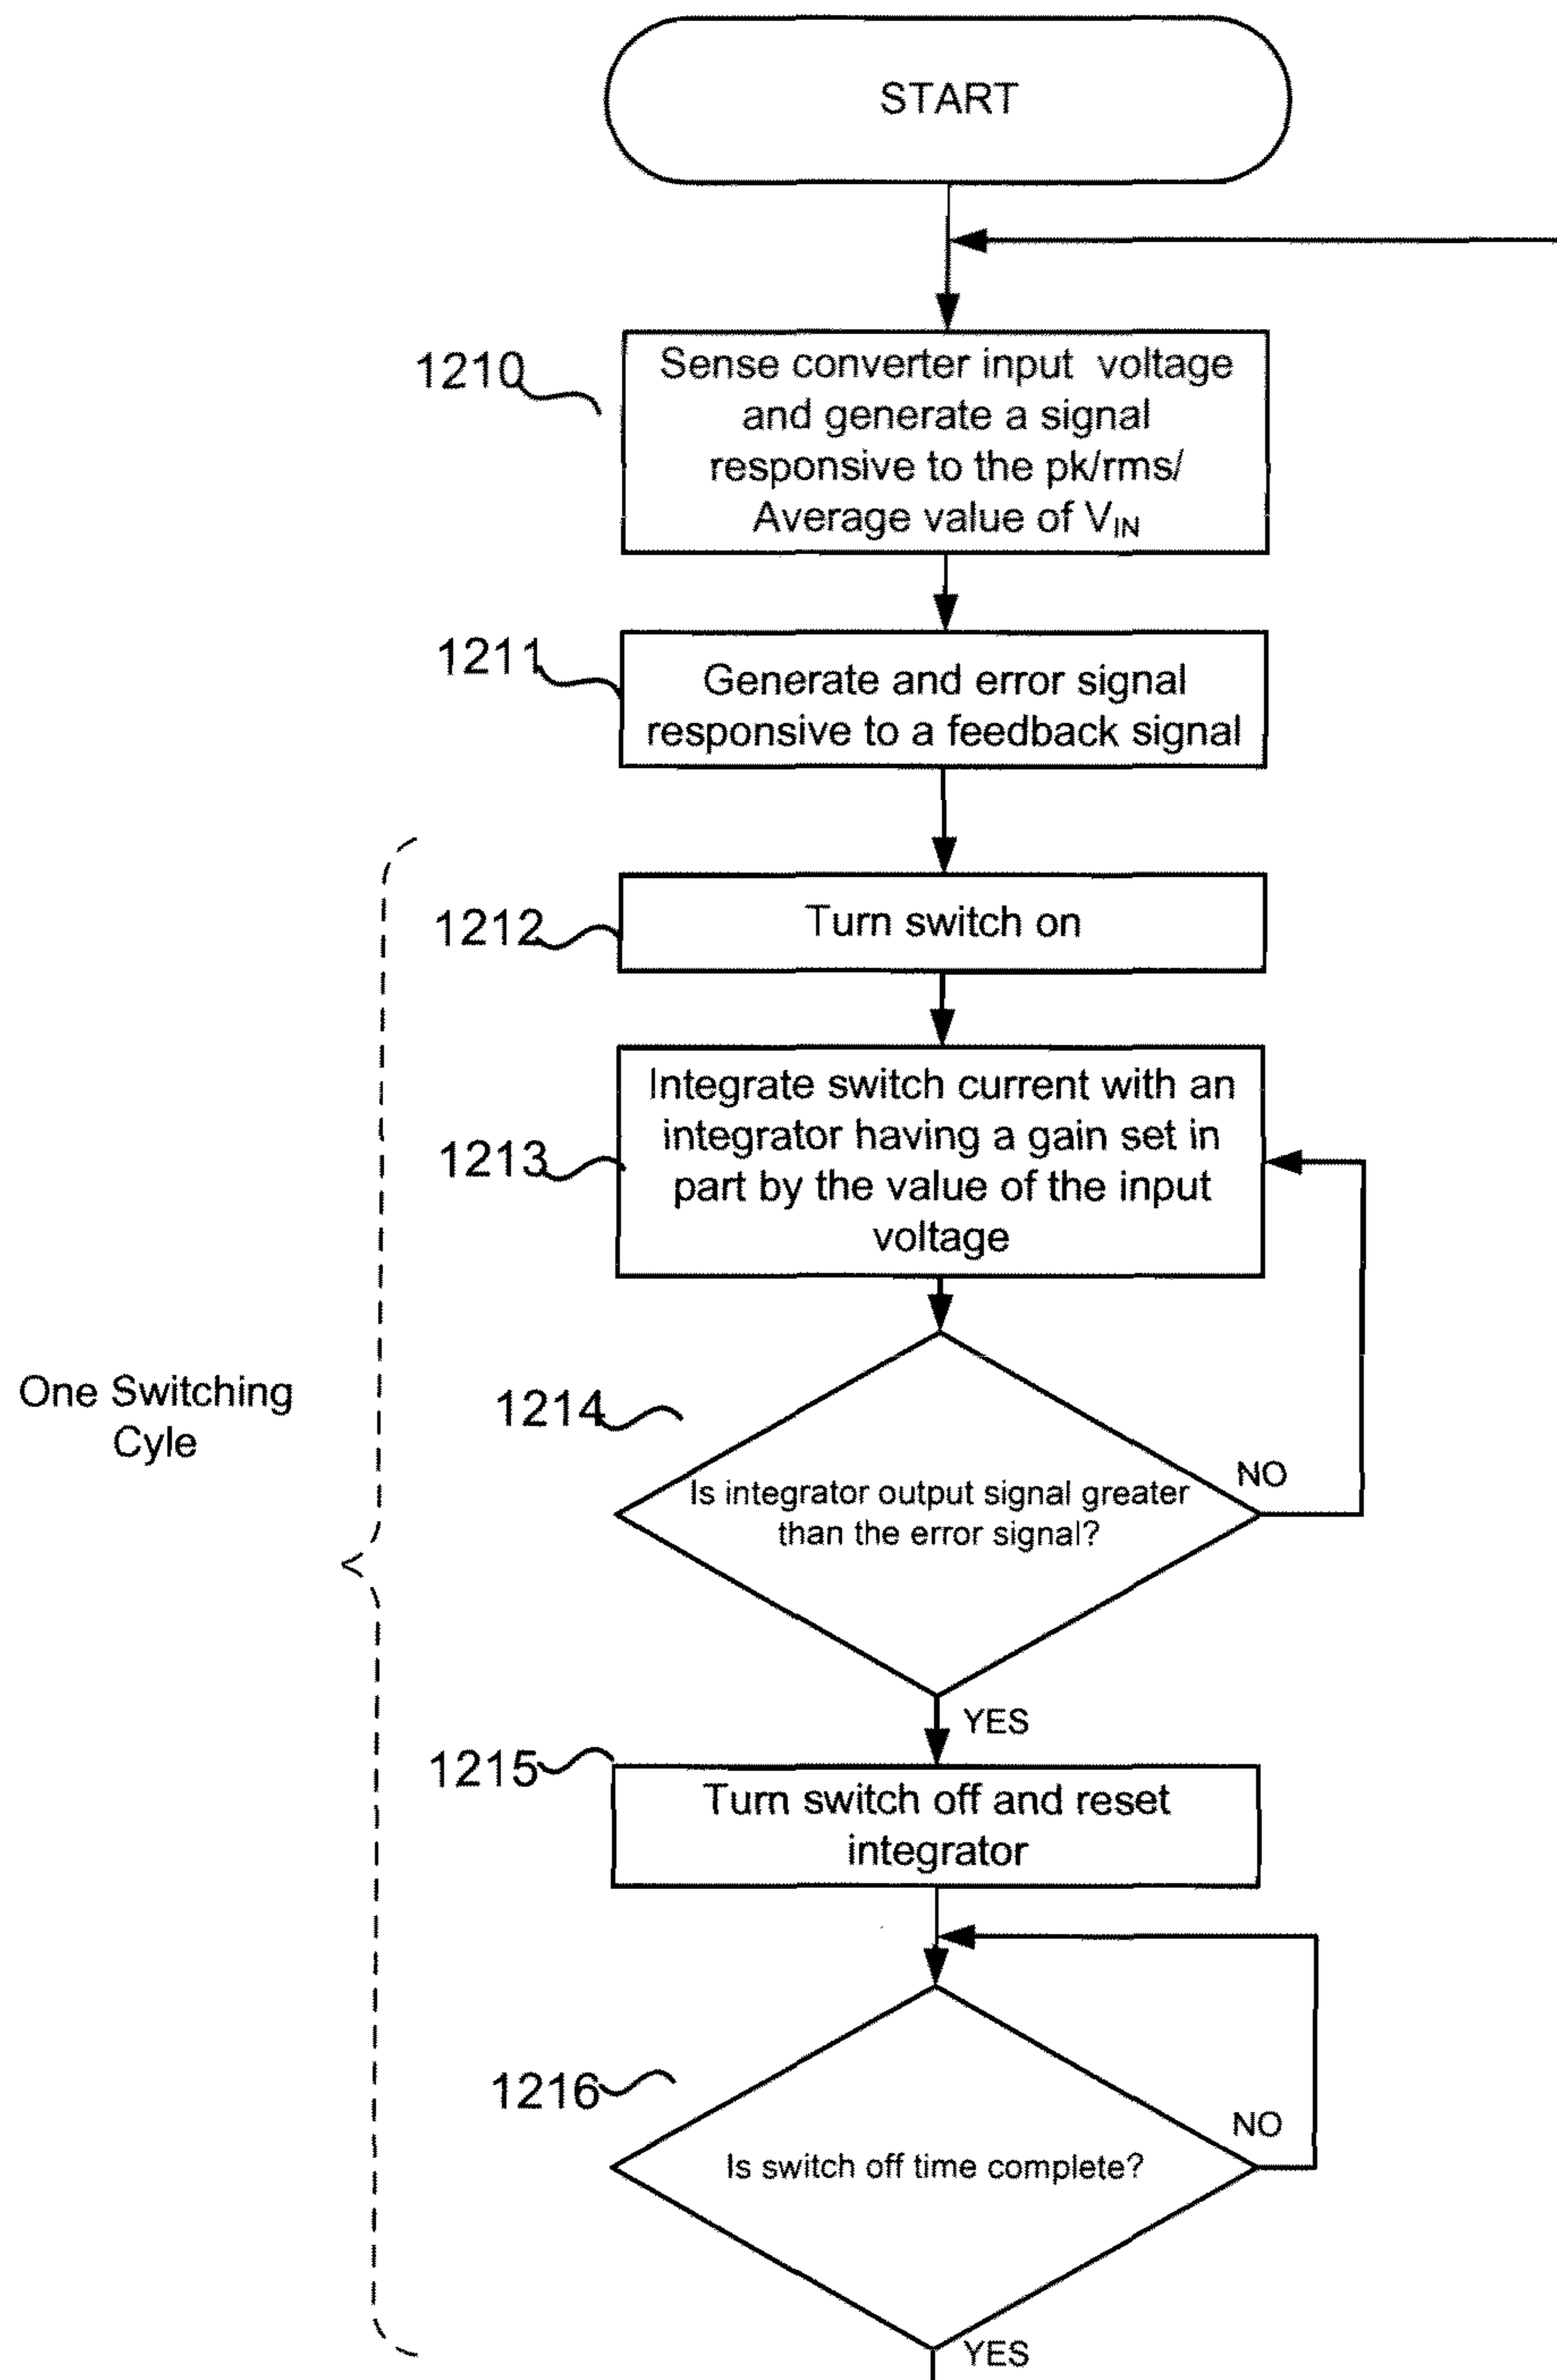 START
1210
Sense converter input voltage
and generate a signal
responsive to the pk/rms/
Average value of VIN
1211
Generate and error signal
responsive to a feedback signal
1212
Turn switch on
1213
Integrate switch current with an
integrator having a gain set in
part by the value of the input
voltage
One Switching
Cyle
1214
Is integrator output signal greater
than the error signal?
NO
YES
1215
Turn switch off and reset
integrator
1216
Is switch off time complete?
NO
YES